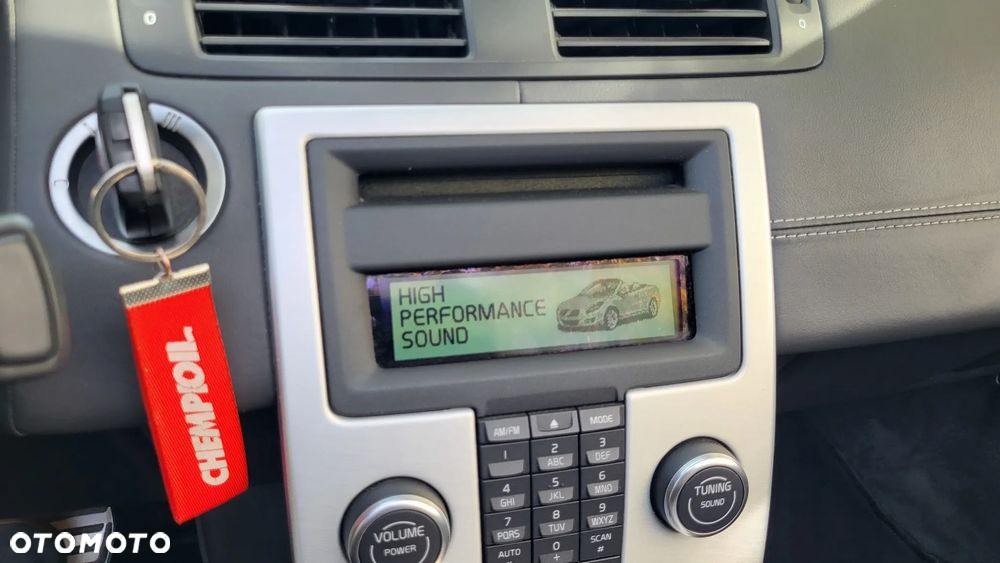 HIGH
PERFORMANCE
SOUND
CHEMPIOIL
AM/FM
MODE
1
2
ABC
3
DEF
4
GHI
5
JKL
6
MNO
7
PQRS
8
TUV
9
WXYZ
AUTO
0
+
SCAN
#
VOLUME
POWER
TUNING
SOUND
OTOMOTO